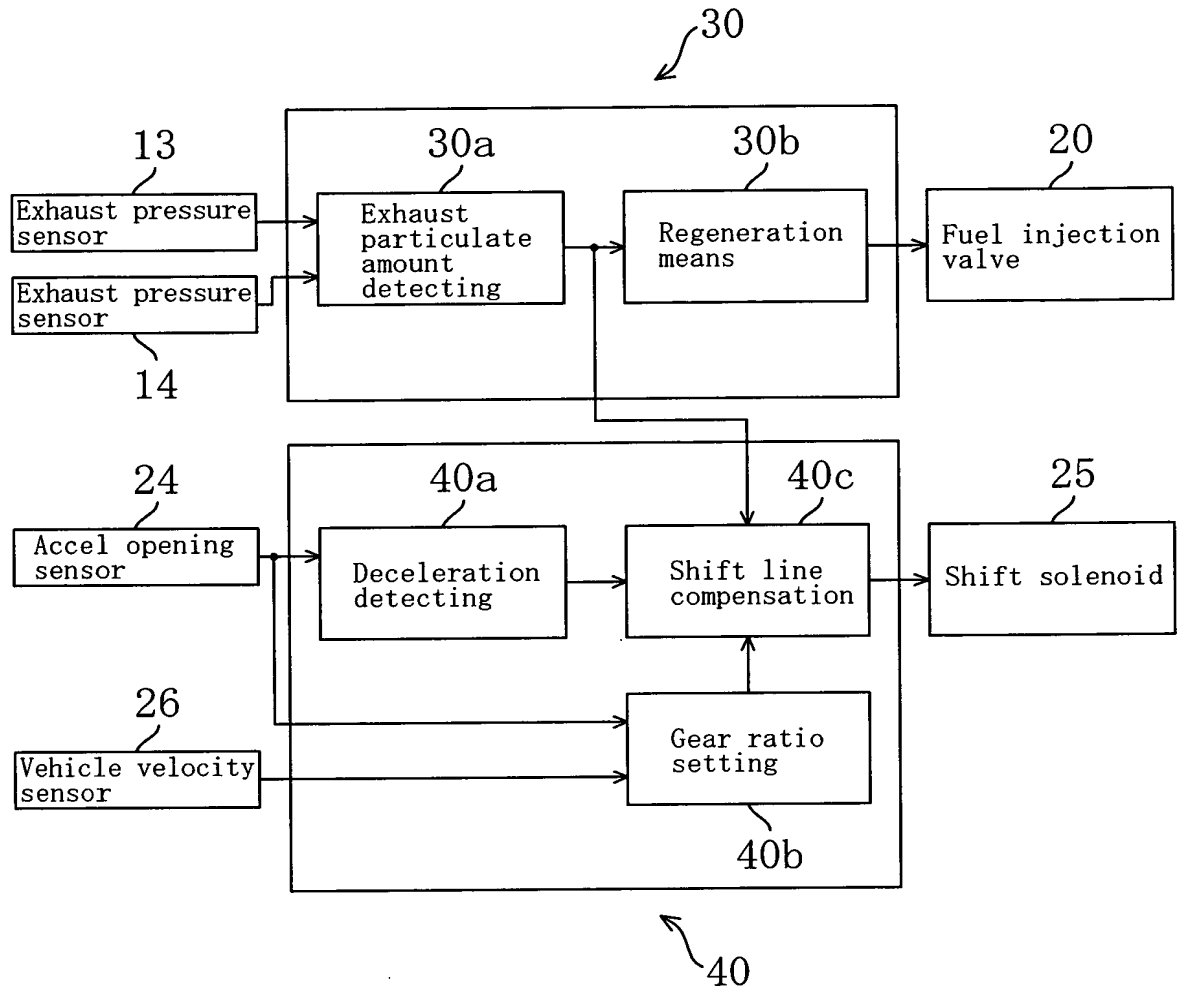 30
13
30a
30b
20
Exhaust pressure
sensor
Exhaust
particulate
amount
detecting
Regeneration
means
Fuel injection
valve
Exhaust pressure
sensor
14
24
40a
40c
25
Accel opening
sensor
Deceleration
detecting
Shift line
compensation
Shift solenoid
26
Vehicle velocity
sensor
Gear ratio
setting
40b
40